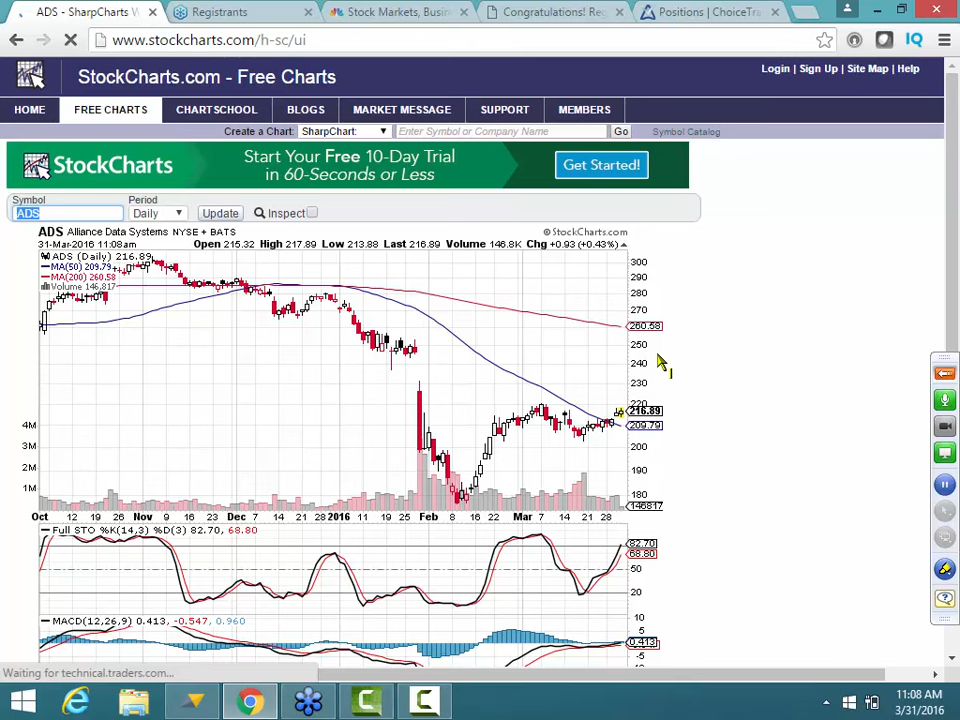 ADS - SharpCharts W
Registrants
Stock Markets, Busin
Congratulations! Reg
Positions | ChoiceTra
www.stockcharts.com/h-sc/ui
StockCharts.com - Free Charts
Login | Sign Up | Site Map | Help
HOME
FREE CHARTS
CHARTSCHOOL
BLOGS
MARKET MESSAGE
SUPPORT
MEMBERS
Create a Chart: SharpChart: Enter Symbol or Company Name Go Symbol Catalog
StockCharts
Start Your Free 10-Day Trial
in 60-Seconds or Less
Get Started!
Symbol Period
ADS Daily Update Inspect
ADS Alliance Data Systems NYSE + BATS ©StockCharts.com
31-Mar-2016 11:08am Open 215.32 High 217.89 Low 213.88 Last 216.89 Volume 146.8K Chg +0.93 (+0.43%)
ADS (Daily) 216.89
MA(50) 209.79
MA(200) 260.58
Volume 146,817
300
290
280
270
260.58
250
240
230
220
216.89
209.79
200
190
180
146817
4M
3M
2M
1M
Oct 12 19 26 Nov 9 16 23 Dec 7 14 21 28 2016 11 19 25 Feb 8 16 22 Mar 7 14 21 28
Full STO %K(14,3) %D(3) 82.70, 68.80
82.70
68.80
50
20
MACD(12,26,9) 0.413, -0.547, 0.960
10
5
0.413
-5
Waiting for technical.traders.com...
11:08 AM
3/31/2016